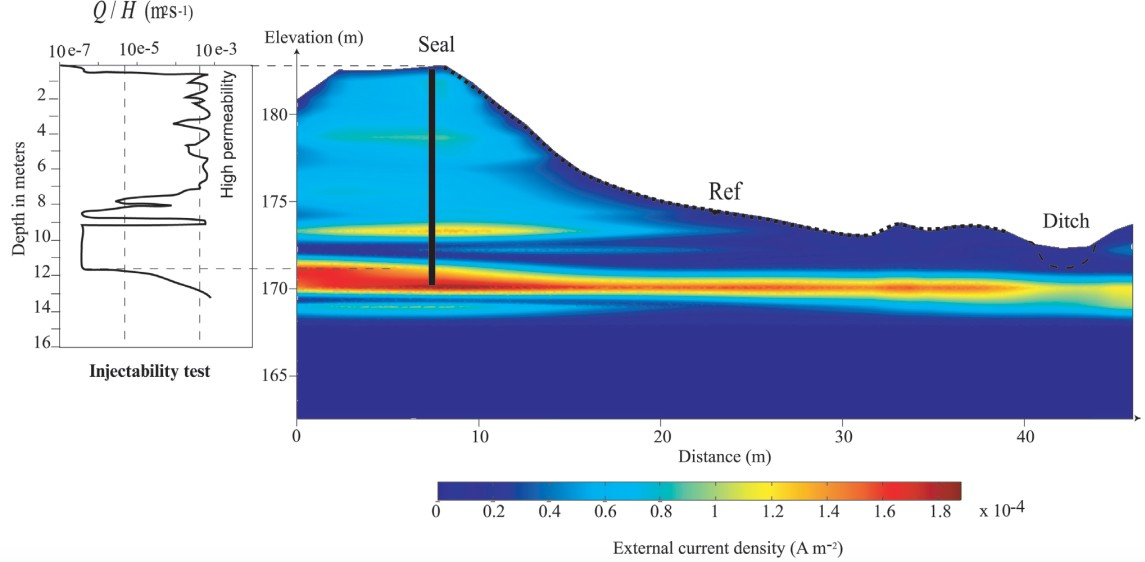 Q / H (m²s-1)
10e-7 10e-5 10e-3
Depth in meters
2
4
6
8
10
12
14
16
High permeability
Injectability test
Elevation (m)
Seal
180
175
170
165
Ref
Ditch
0 10 20 30 40
Distance (m)
0 0.2 0.4 0.6 0.8 1 1.2 1.4 1.6 1.8 x 10-4
External current density (A m-2)